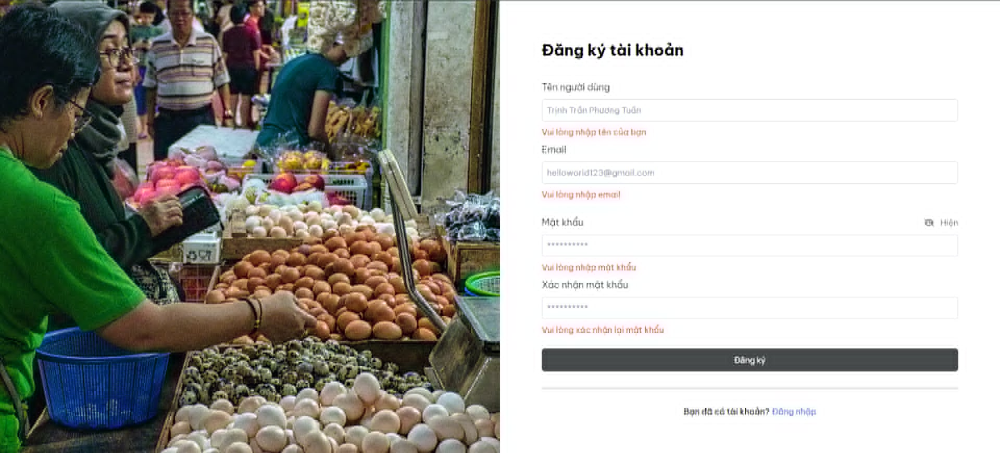 Đăng ký tài khoản
Tên người dùng
Trịnh Trần Phương Tuấn
Vui lòng nhập tên của bạn
Email
helloworld123@gmail.com
Vui lòng nhập email
Mật khẩu
Hiện
**********
Vui lòng nhập mật khẩu
Xác nhận mật khẩu
**********
Vui lòng xác nhận lại mật khẩu
Đăng ký
Bạn đã có tài khoản? Đăng nhập